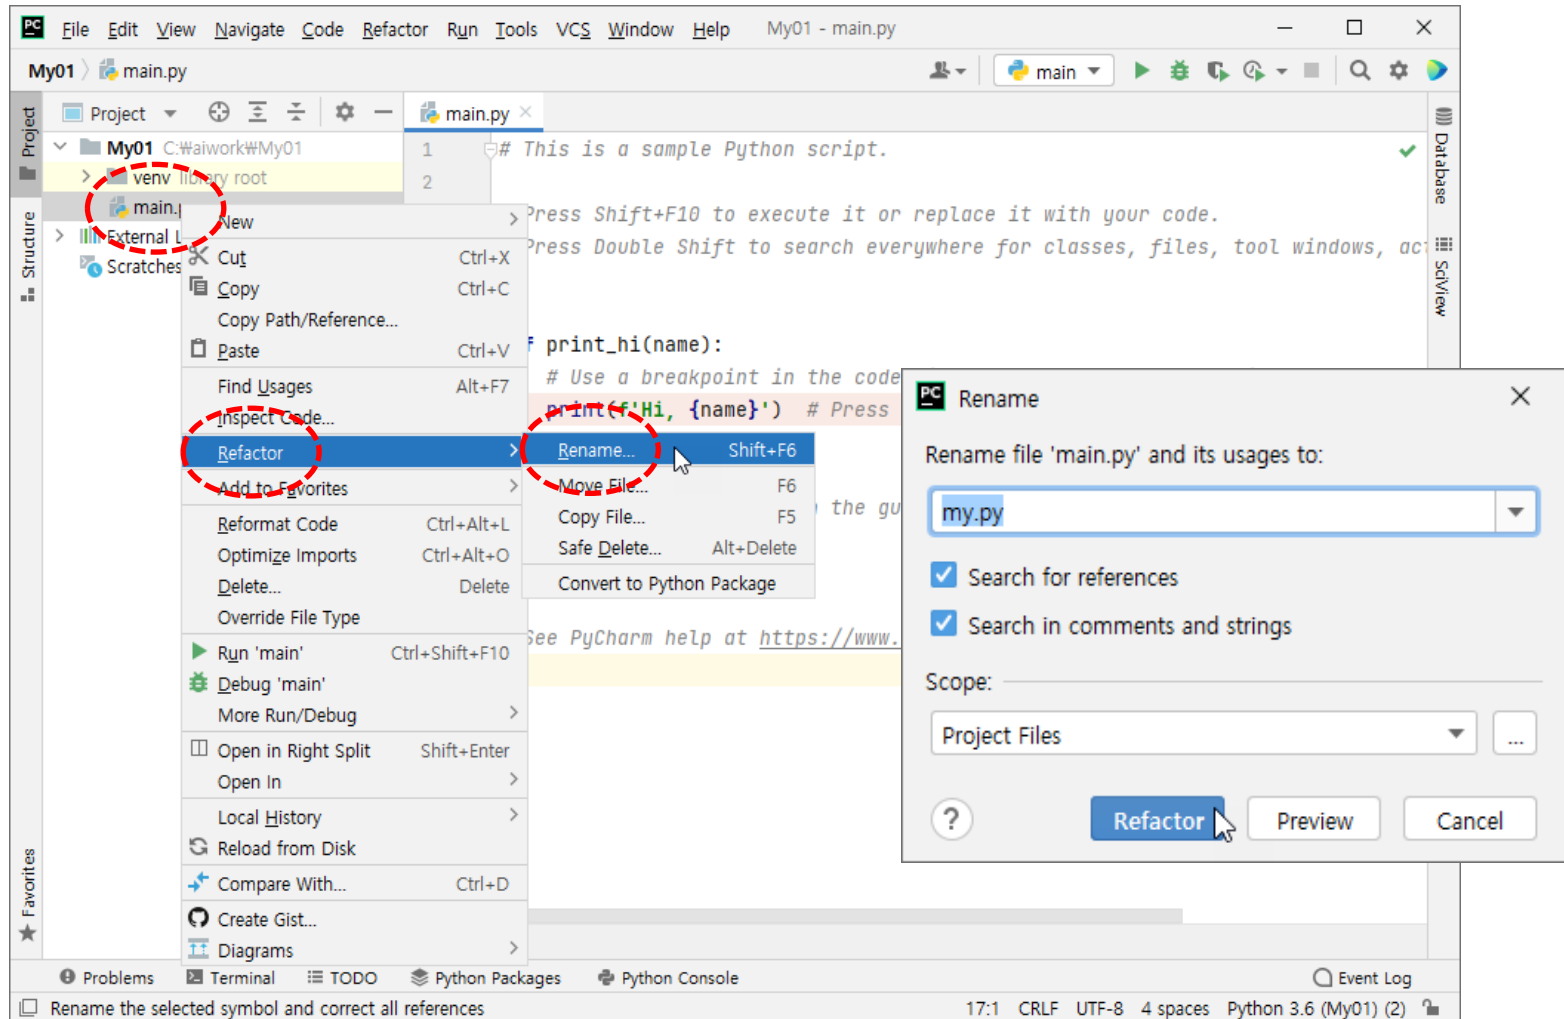 PC File Edit View Navigate Code Refactor Run Tools VCS Window Help My01 - main.py
My01 main.py main
Project
Project main.py
My01 C:₩aiwork₩My01
venv library root
main.
External L
Scratches
Structure
Favorites
1 # This is a sample Python script.
2
Press Shift+F10 to execute it or replace it with your code.
Press Double Shift to search everywhere for classes, files, tool windows, act
f print_hi(name):
# Use a breakpoint in the code
print(f'Hi, {name}') # Press
the gu
See PyCharm help at https://www.
New
Cut Ctrl+X
Copy Ctrl+C
Copy Path/Reference...
Paste Ctrl+V
Find Usages Alt+F7
Inspect Code...
Refactor
Add to Favorites
Reformat Code Ctrl+Alt+L
Optimize Imports Ctrl+Alt+O
Delete... Delete
Override File Type
Run 'main' Ctrl+Shift+F10
Debug 'main'
More Run/Debug
Open in Right Split Shift+Enter
Open In
Local History
Reload from Disk
Compare With... Ctrl+D
Create Gist...
Diagrams
Rename... Shift+F6
Move File... F6
Copy File... F5
Safe Delete... Alt+Delete
Convert to Python Package
Database
SciView
PC Rename
Rename file 'main.py' and its usages to:
my.py
Search for references
Search in comments and strings
Scope:
Project Files ...
? Refactor Preview Cancel
Problems Terminal TODO Python Packages Python Console Event Log
Rename the selected symbol and correct all references 17:1 CRLF UTF-8 4 spaces Python 3.6 (My01) (2)